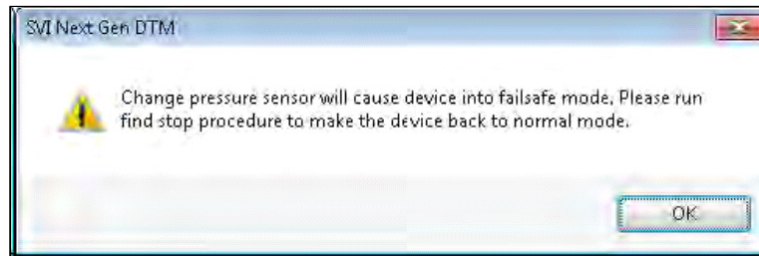 SVI Next Gen DTM
Change pressure sensor will cause device into failsafe mode, Please run
find stop procedure to make the device back to normal mode.
OK